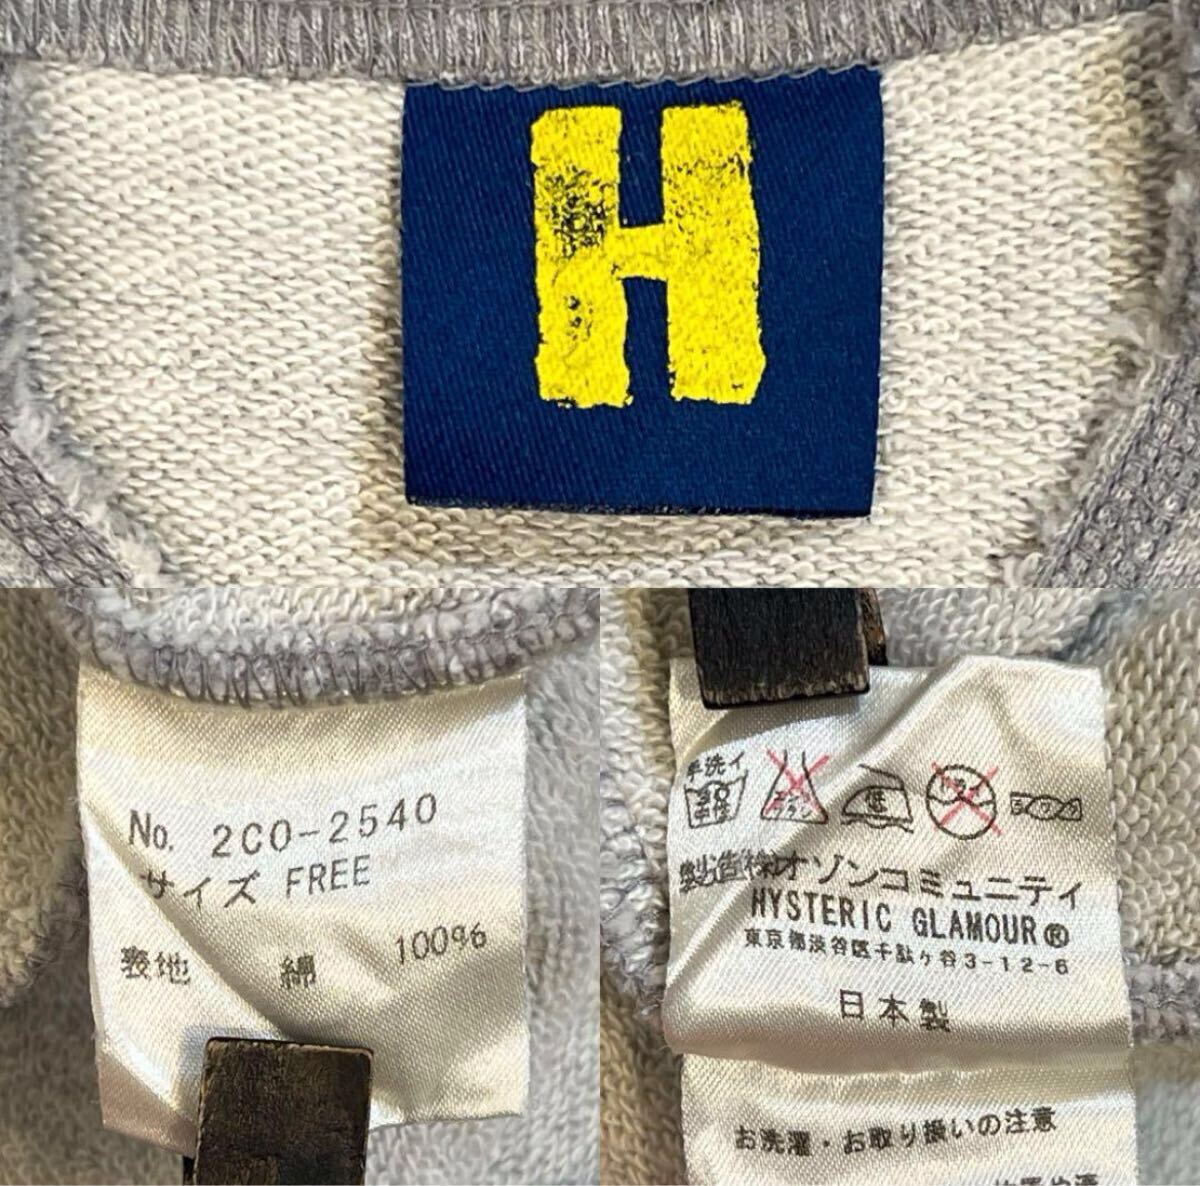 H
No. 2C0-2540
サイズ FREE
表地 綿 100%
手洗イ
低
製造(株)オゾンコミュニティ
HYSTERIC GLAMOUR®
東京都渋谷区千駄ヶ谷3-12-6
日本製
お洗濯・お取り扱いの注意